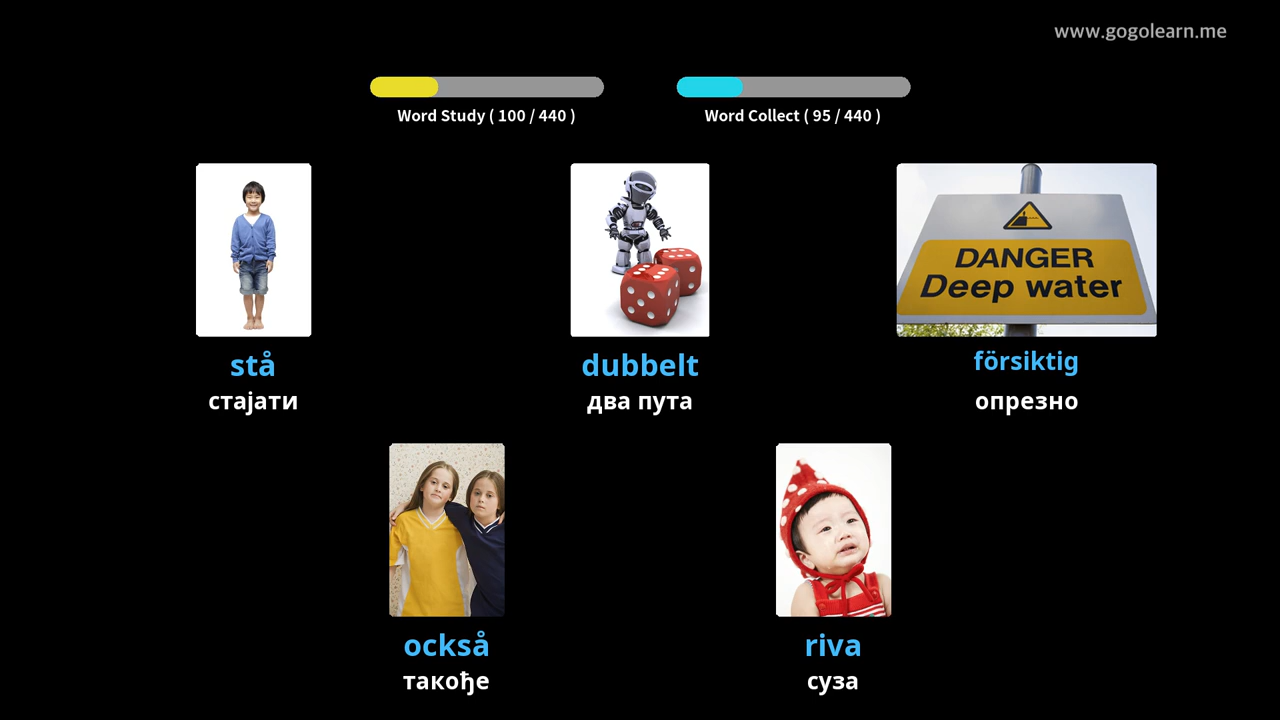 www.gogolearn.me
Word Study ( 100 / 440 )
Word Collect ( 95 / 440 )
DANGER
Deep water
stå
стајати
dubbelt
два пута
försiktig
опрезно
också
такође
riva
суза